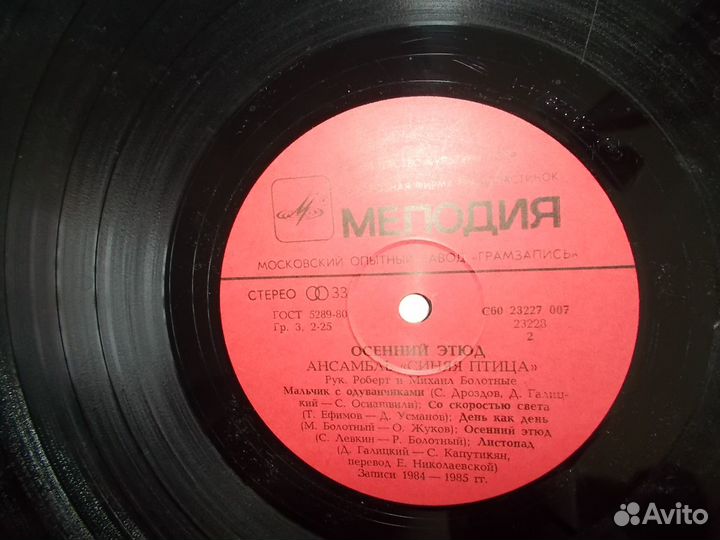 МЕЛОДИЯ
МОСКОВСКИЙ ОПЫТНЫЙ ЗАВОД «ГРАМЗАПИСЬ»
СТЕРЕО 33
ГОСТ 5289-80
Гр. 3, 2-25
С60 23227 007
23228
2
ОСЕННИЙ ЭТЮД
АНСАМБЛЬ «СИНЯЯ ПТИЦА»
Рук. Роберт и Михаил Болотные
Мальчик с одуванчиками (С. Дроздов, Д. Галиц-
кий — С. Осиашвили); Со скоростью света
(Т. Ефимов — Д. Усманов); День как день
(М. Болотный — О. Жуков); Осенний этюд
(С. Левкин — Р. Болотный); Листопад
(Д. Галицкий — С. Капутикян,
перевод Е. Николаевской)
Записи 1984 — 1985 гг.
Avito